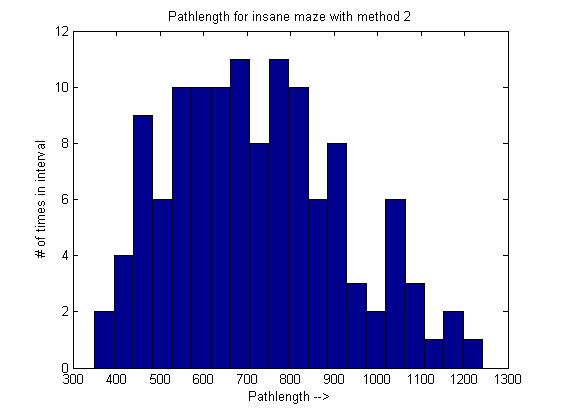 Pathlength for insane maze with method 2
12
10
8
6
4
2
0
# of times in interval
300 400 500 600 700 800 900 1000 1100 1200 1300
Pathlength -->